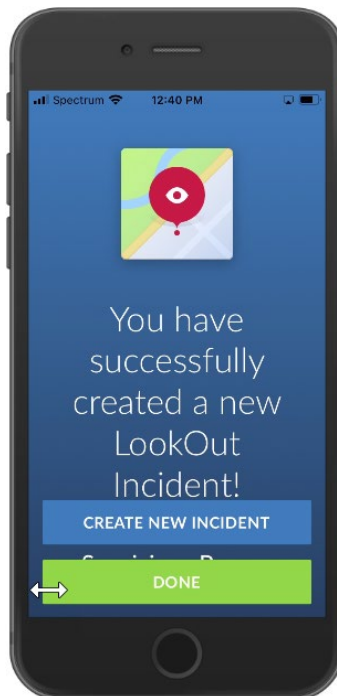 Spectrum 12:40 PM
You have
successfully
created a new
LookOut
Incident!
CREATE NEW INCIDENT
DONE